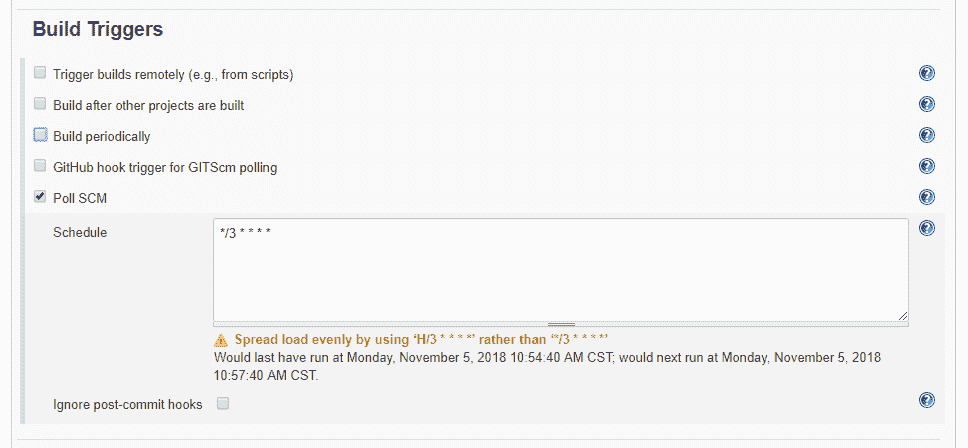 Build Triggers
Trigger builds remotely (e.g., from scripts)
Build after other projects are built
Build periodically
GitHub hook trigger for GITScm polling
Poll SCM
Schedule
*/3 * * * *
Spread load evenly by using ‘H/3 * * * *’ rather than ‘*/3 * * * *’
Would last have run at Monday, November 5, 2018 10:54:40 AM CST; would next run at Monday, November 5, 2018
10:57:40 AM CST.
Ignore post-commit hooks